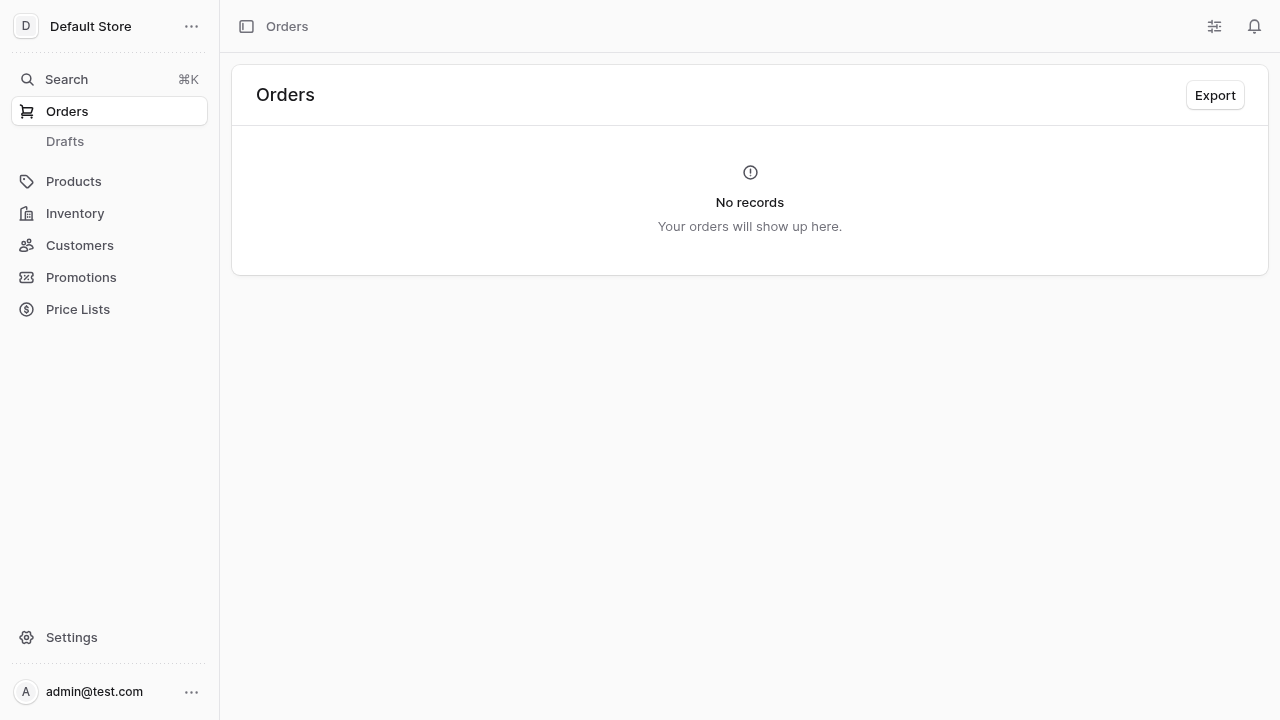 D Default Store
Search ⌘K
Orders
Drafts
Products
Inventory
Customers
Promotions
Price Lists
Settings
A admin@test.com
Orders
Orders
Export
No records
Your orders will show up here.